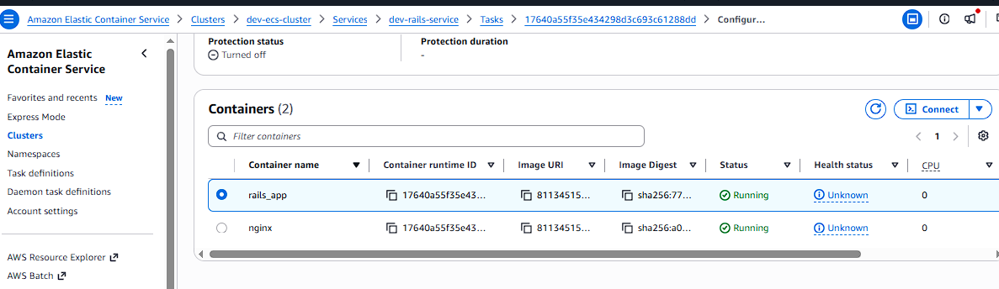 Amazon Elastic Container Service > Clusters > dev-ecs-cluster > Services > dev-rails-service > Tasks > 17640a55f35e434298d3c693c61288dd > Configur...
Amazon Elastic
Container Service
Favorites and recents New
Express Mode
Clusters
Namespaces
Task definitions
Daemon task definitions
Account settings
AWS Resource Explorer
AWS Batch
Protection status
Turned off
Protection duration
-
Containers (2)
Connect
Filter containers
1
Container name Container runtime ID Image URI Image Digest Status Health status CPU
rails_app 17640a55f35e43... 81134515... sha256:77... Running Unknown 0
nginx 17640a55f35e43... 81134515... sha256:a0... Running Unknown 0